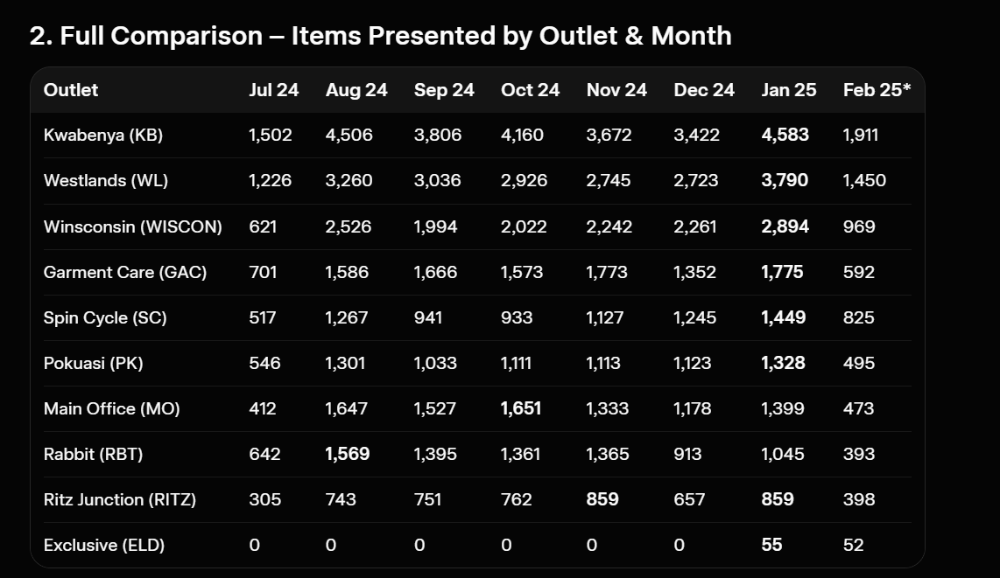 2. Full Comparison – Items Presented by Outlet & Month
Outlet Jul 24 Aug 24 Sep 24 Oct 24 Nov 24 Dec 24 Jan 25 Feb 25*
Kwabenya (KB) 1,502 4,506 3,806 4,160 3,672 3,422 4,583 1,911
Westlands (WL) 1,226 3,260 3,036 2,926 2,745 2,723 3,790 1,450
Winsconsin (WISCON) 621 2,526 1,994 2,022 2,242 2,261 2,894 969
Garment Care (GAC) 701 1,586 1,666 1,573 1,773 1,352 1,775 592
Spin Cycle (SC) 517 1,267 941 933 1,127 1,245 1,449 825
Pokuasi (PK) 546 1,301 1,033 1,111 1,113 1,123 1,328 495
Main Office (MO) 412 1,647 1,527 1,651 1,333 1,178 1,399 473
Rabbit (RBT) 642 1,569 1,395 1,361 1,365 913 1,045 393
Ritz Junction (RITZ) 305 743 751 762 859 657 859 398
Exclusive (ELD) 0 0 0 0 0 0 55 52